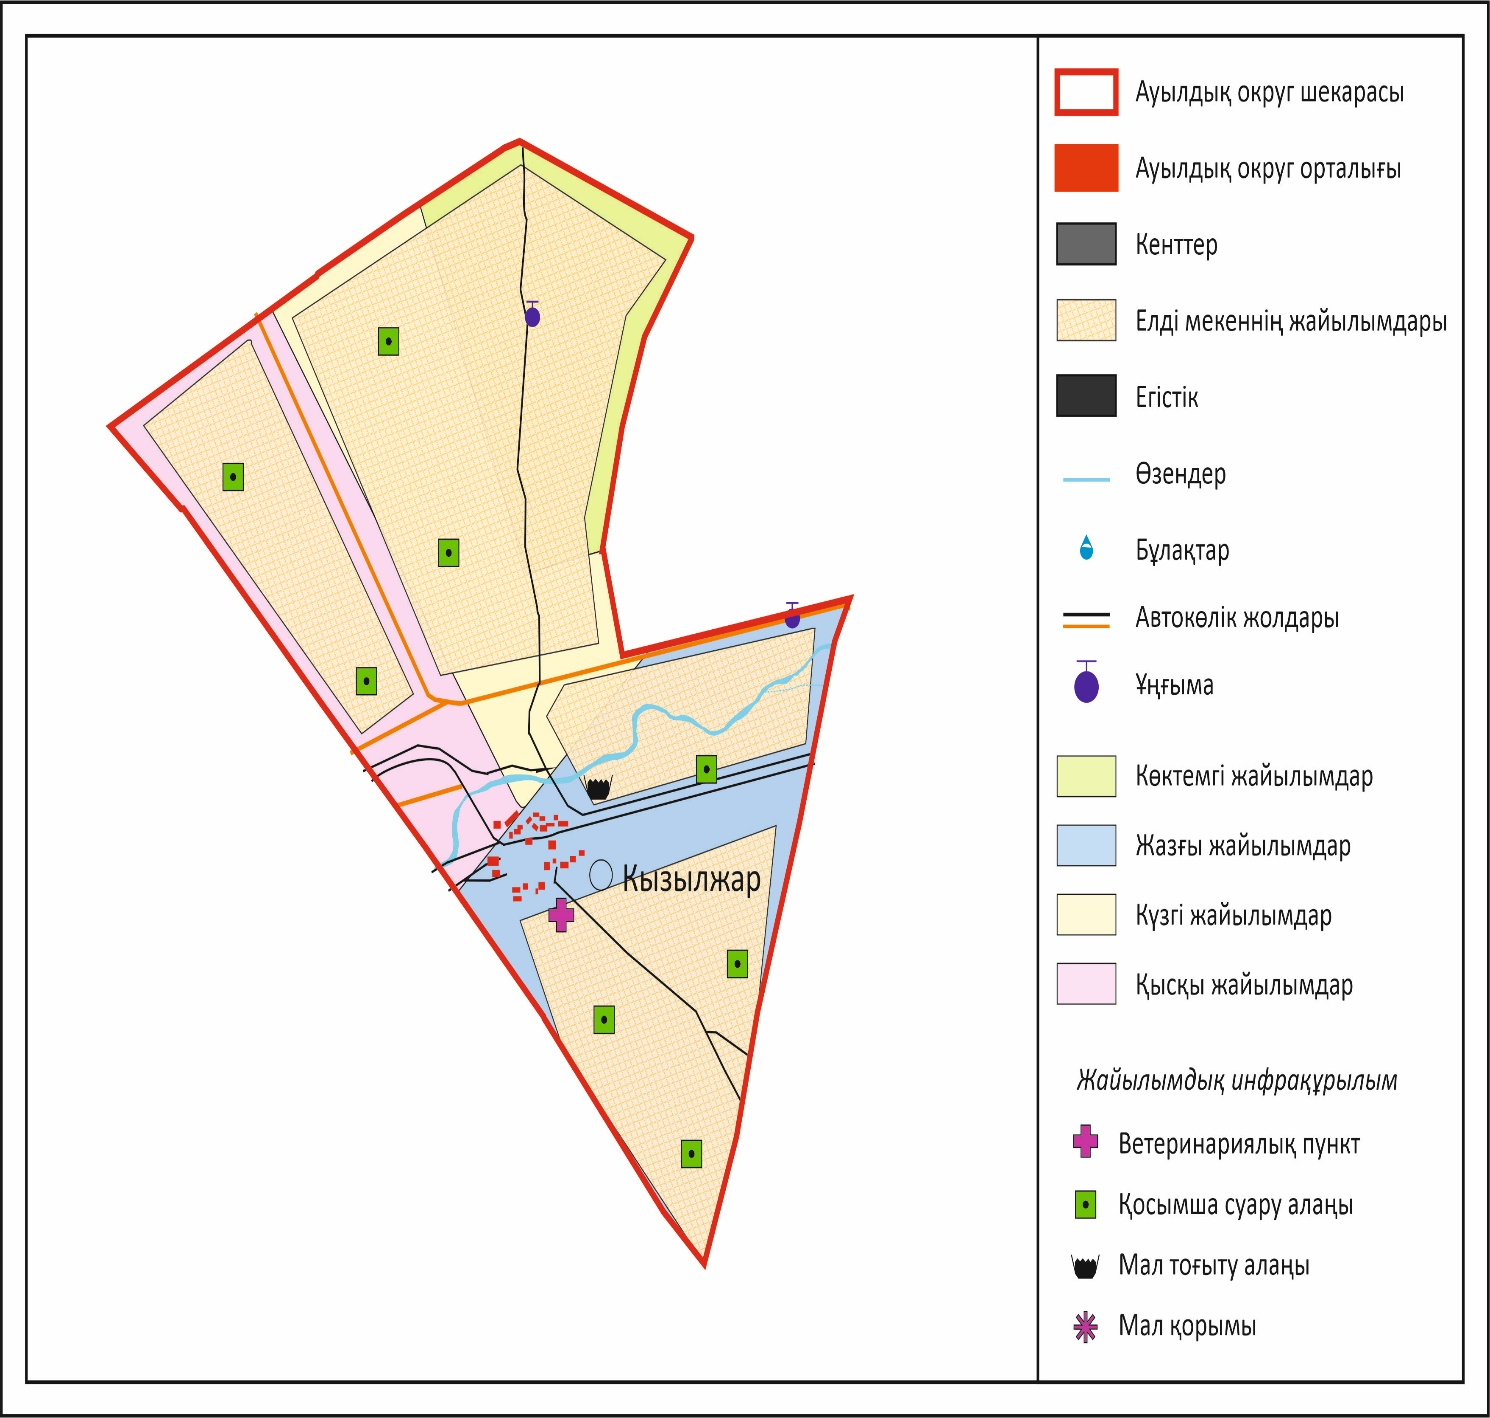 Ауылдық округ шекарасы
Ауылдық округ орталығы
Кенттер
Елді мекеннің жайылымдары
Егістік
Өзендер
Бұлақтар
Автокөлік жолдары
Ұңғыма
Көктемгі жайылымдар
Жазғы жайылымдар
Күзгі жайылымдар
Қысқы жайылымдар
Жайылымдық инфрақұрылым
Ветеринариялық пункт
Қосымша суару алаңы
Мал тоғыту алаңы
Мал қорымы
Кызылжар